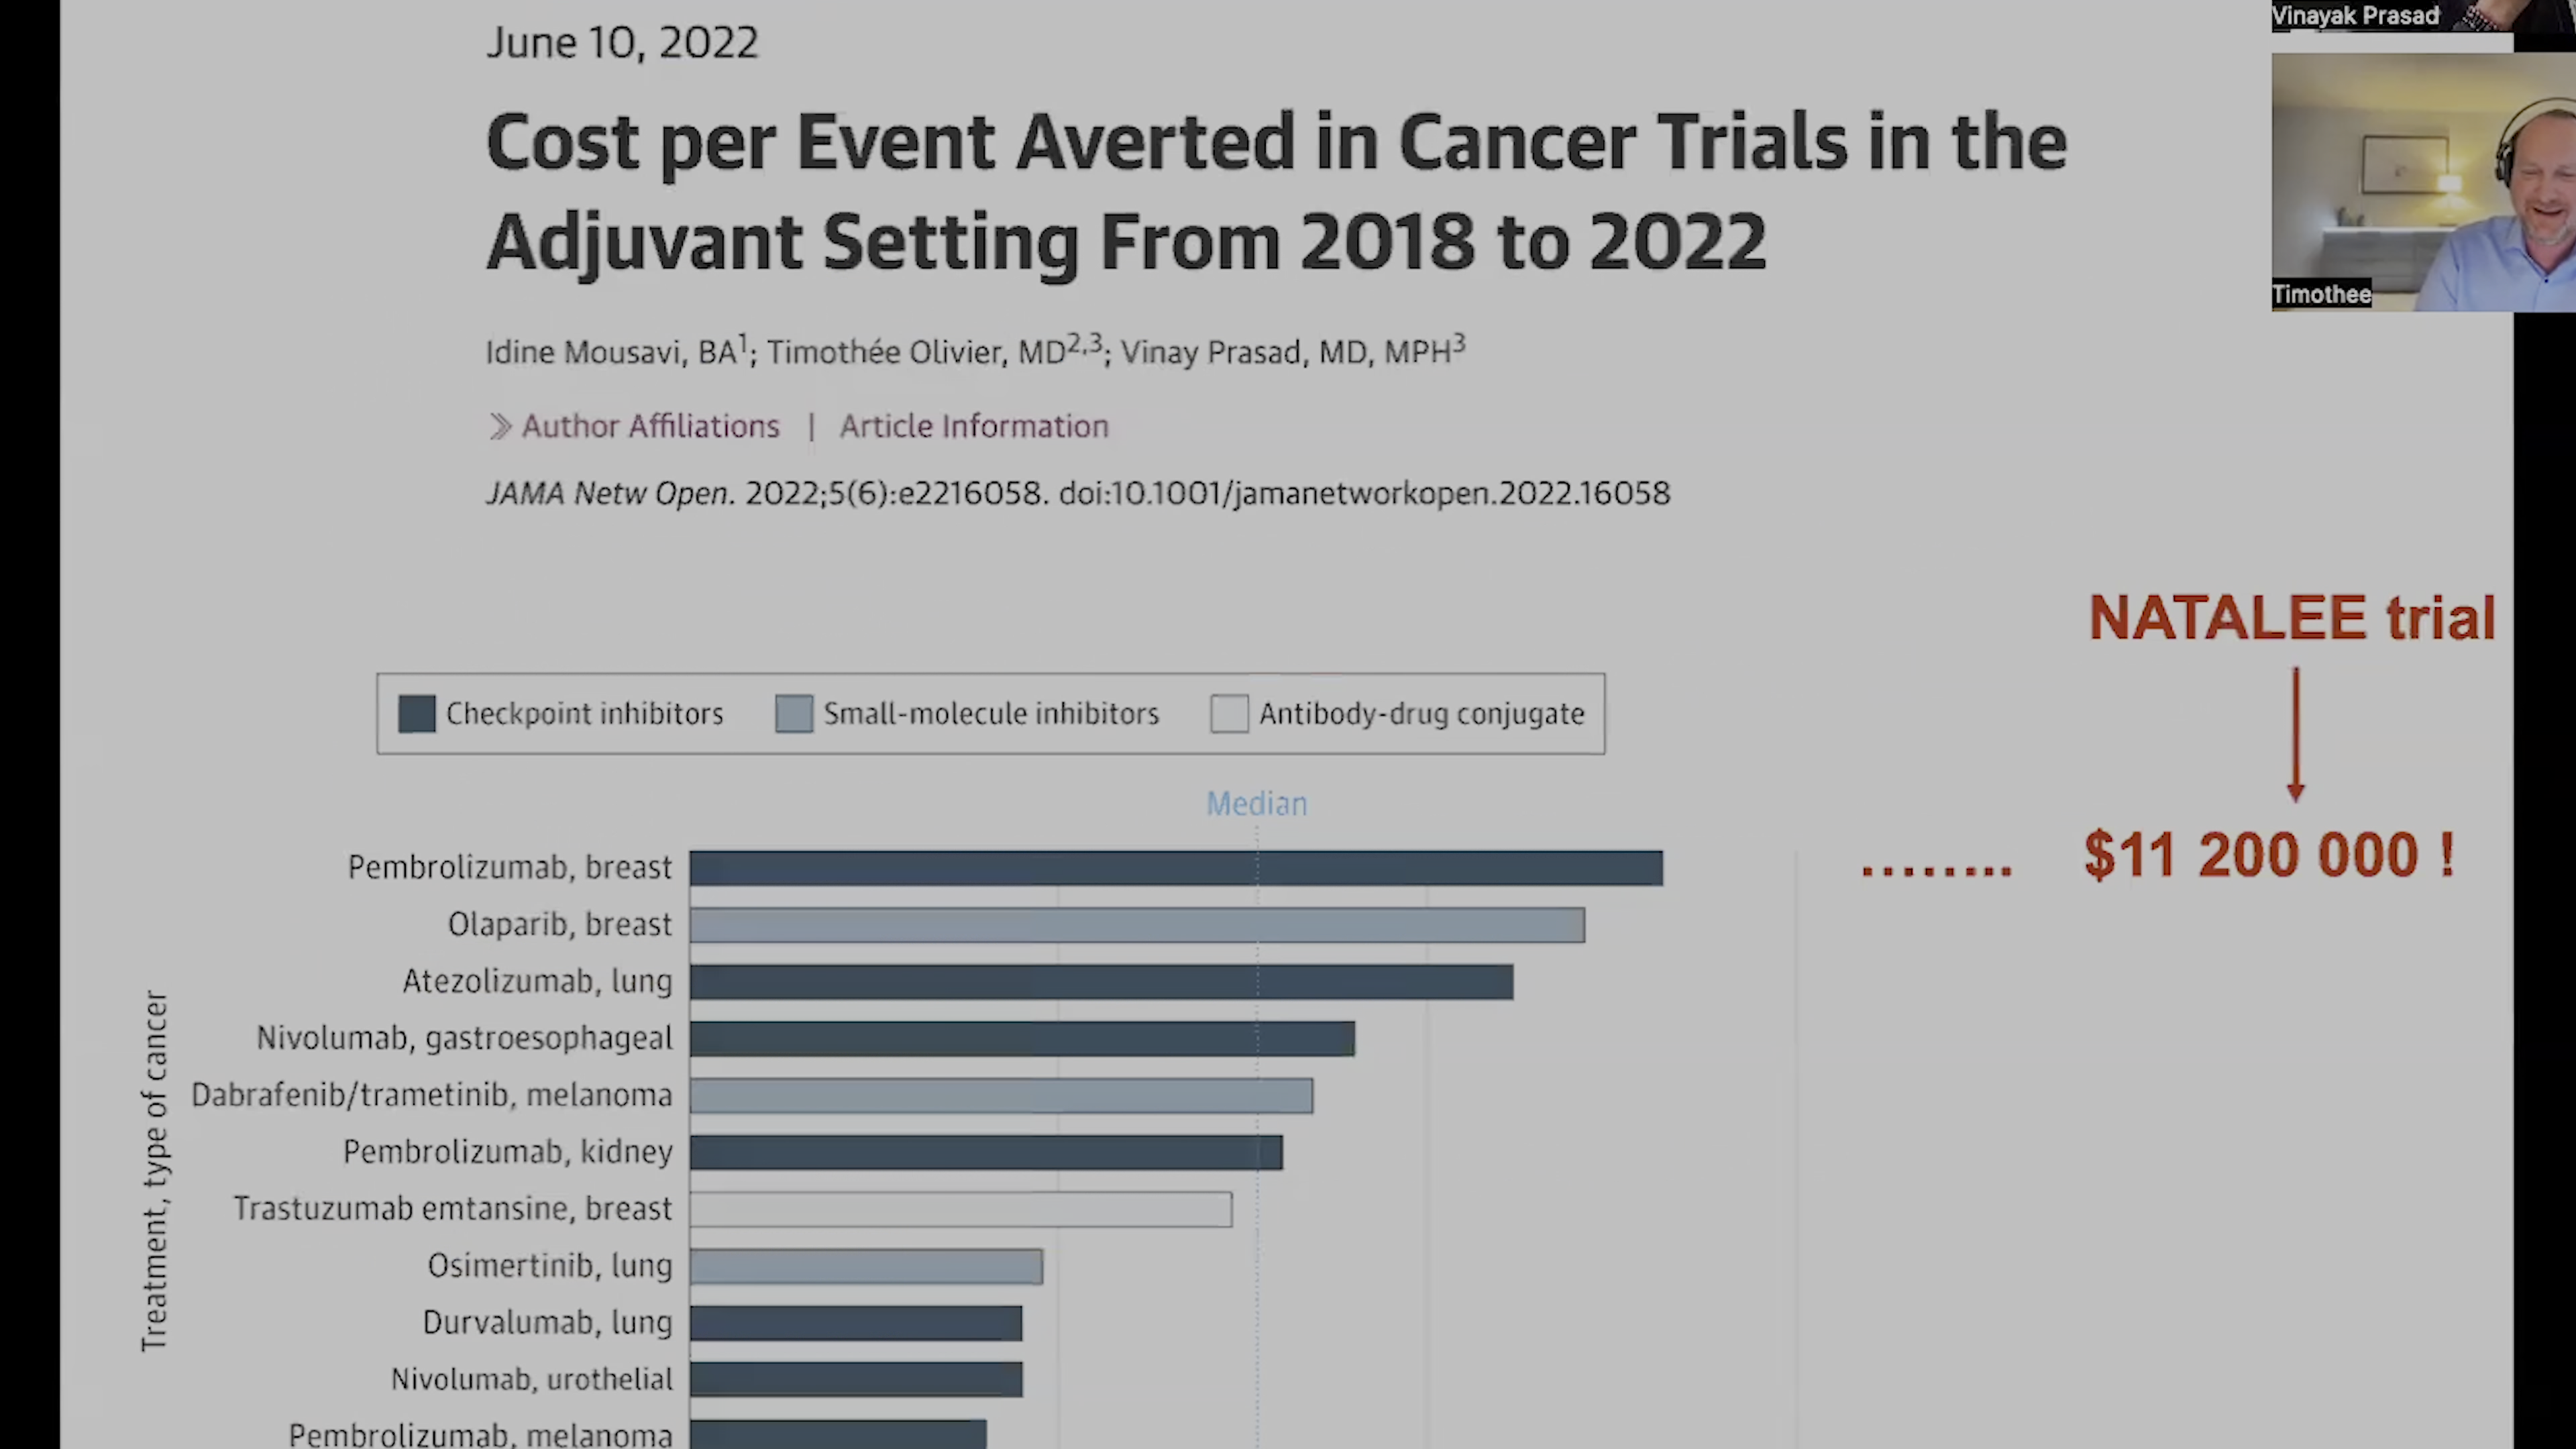 June 10, 2022
Vinayak Prasad
Cost per Event Averted in Cancer Trials in the
Adjuvant Setting From 2018 to 2022
Timothee
Idine Mousavi, BA1; Timothée Olivier, MD2,3; Vinay Prasad, MD, MPH3
Author Affiliations | Article Information
JAMA Netw Open. 2022;5(6):e2216058. doi:10.1001/jamanetworkopen.2022.16058
NATALEE trial
Checkpoint inhibitors
Small-molecule inhibitors
Antibody-drug conjugate
Median
$11 200 000 !
Treatment, type of cancer
Pembrolizumab, breast
Olaparib, breast
Atezolizumab, lung
Nivolumab, gastroesophageal
Dabrafenib/trametinib, melanoma
Pembrolizumab, kidney
Trastuzumab emtansine, breast
Osimertinib, lung
Durvalumab, lung
Nivolumab, urothelial
Pembrolizumab, melanoma